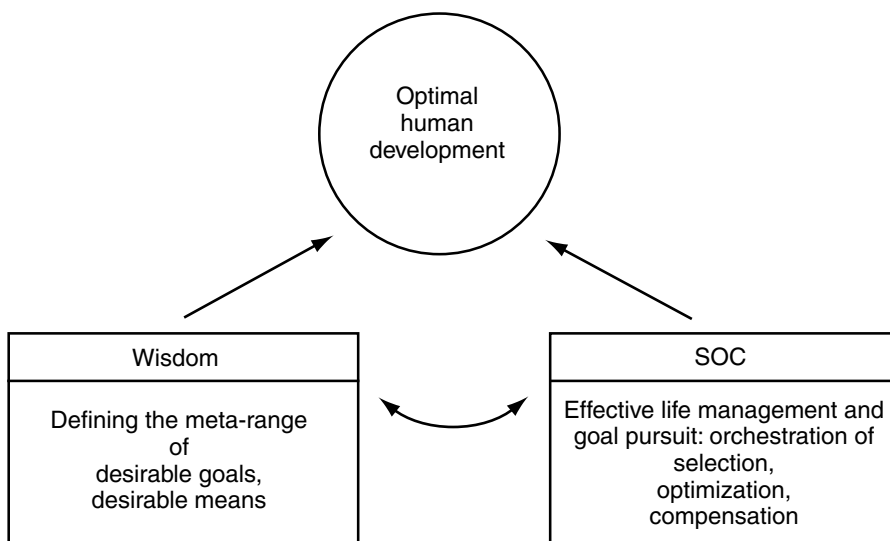 Optimal
human
development
Wisdom
Defining the meta-range
of
desirable goals,
desirable means
SOC
Effective life management and
goal pursuit: orchestration of
selection,
optimization,
compensation